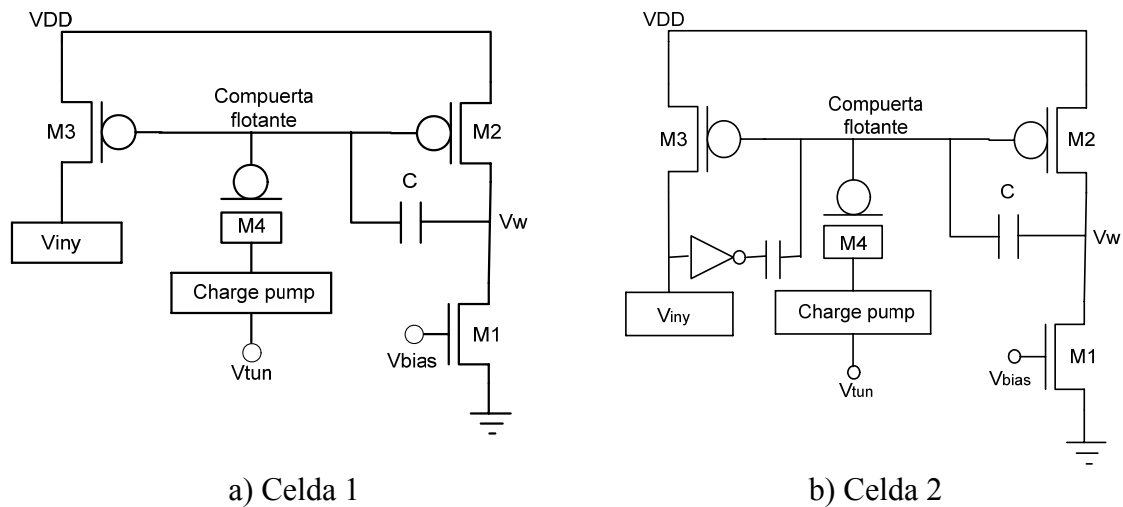 VDD
Compuerta
flotante
M3
M2
C
M4
Vw
Viny
Charge pump
M1
Vbias
Vtun
a) Celda 1
VDD
Compuerta
flotante
M3
M2
C
M4
Vw
Viny
Charge pump
M1
Vbias
Vtun
b) Celda 2